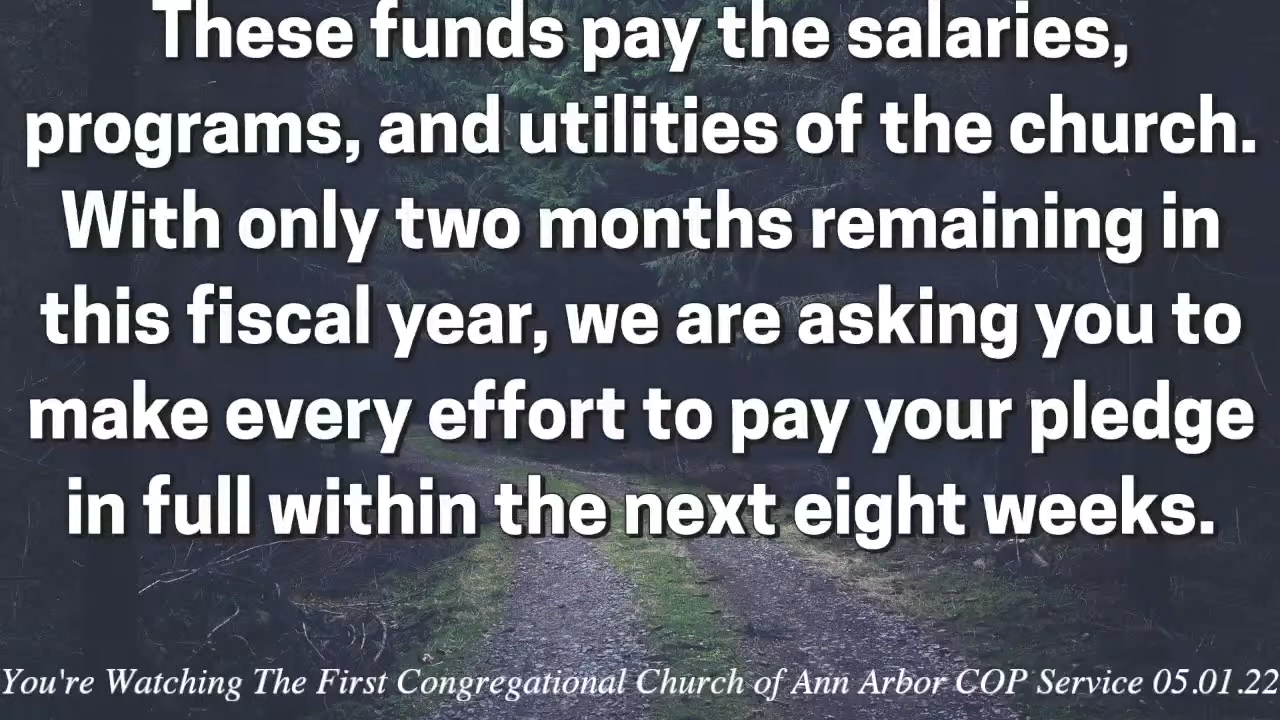 These funds pay the salaries,
programs, and utilities of the church.
With only two months remaining in
this fiscal year, we are asking you to
make every effort to pay your pledge
in full within the next eight weeks.
You're Watching The First Congregational Church of Ann Arbor COP Service 05.01.22